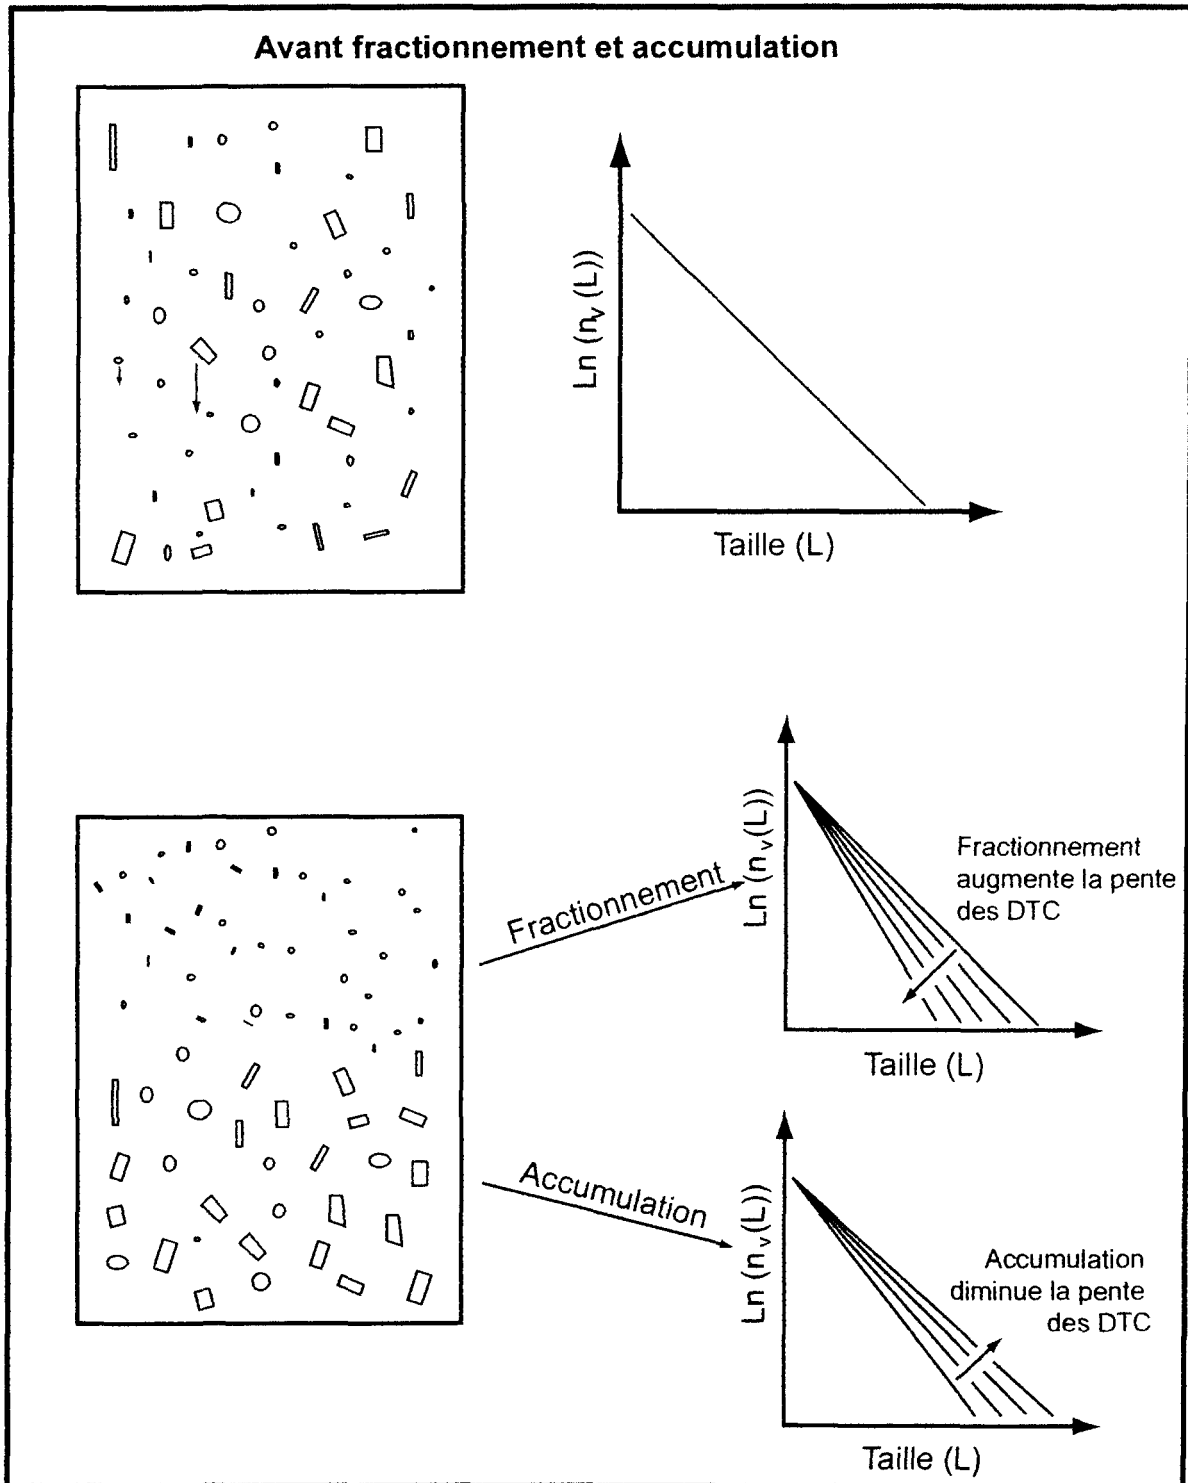 Avant fractionnement et accumulation
Ln (nv(L))
Taille (L)
Fractionnement
Ln (nv(L))
Fractionnement
augmente la pente
des DTC
Taille (L)
Accumulation
Ln (nv(L))
Accumulation
diminue la pente
des DTC
Taille (L)